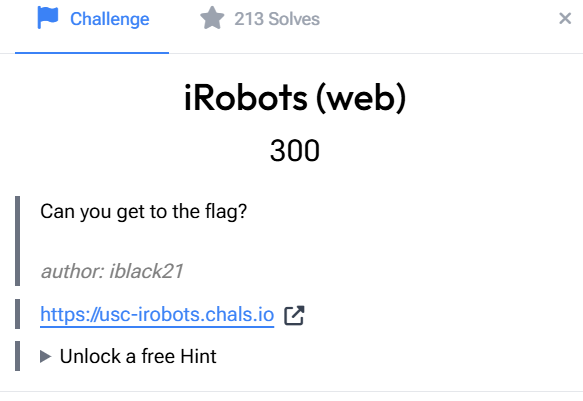 Challenge
213 Solves
×
iRobots (web)
300
Can you get to the flag?
author: iblack21
https://usc-irobots.chals.io
Unlock a free Hint